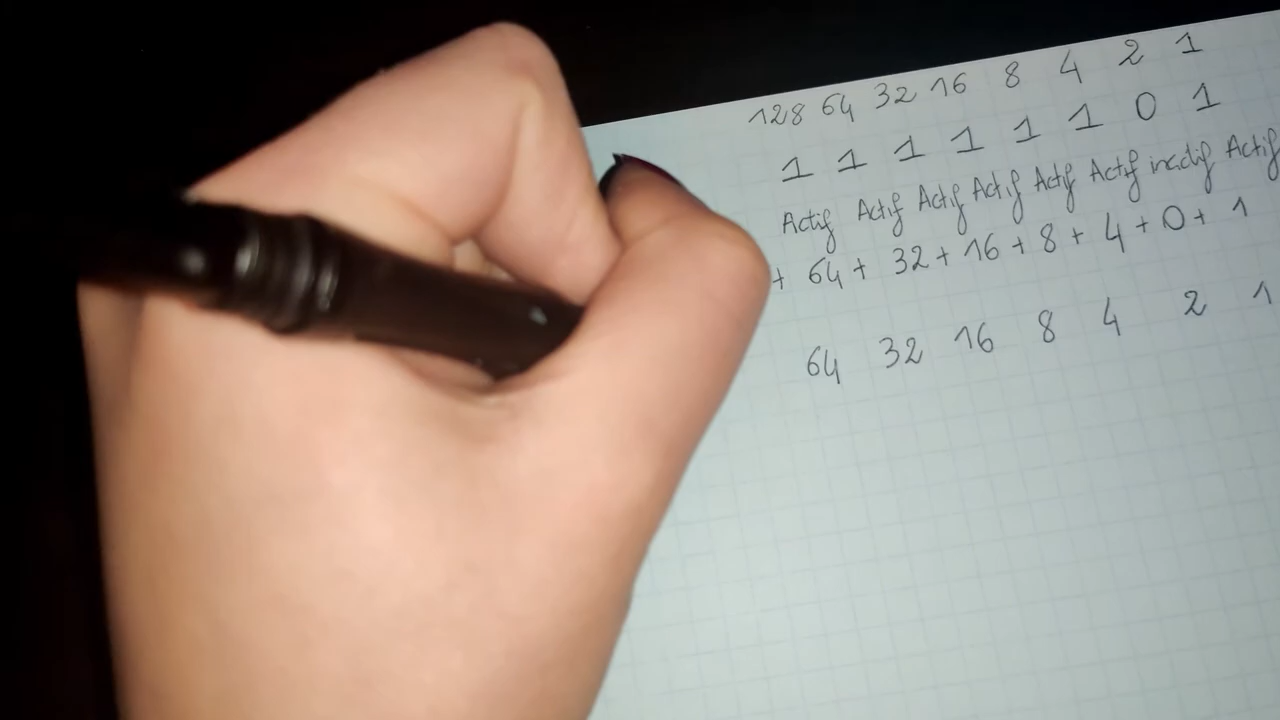 128 64 32 16 8 4 2 1
1 1 1 1 1 1 0 1
Actif Actif Actif Actif Actif Actif inactif Actif
+ 64 + 32 + 16 + 8 + 4 + 0 + 1
64 32 16 8 4 2 1